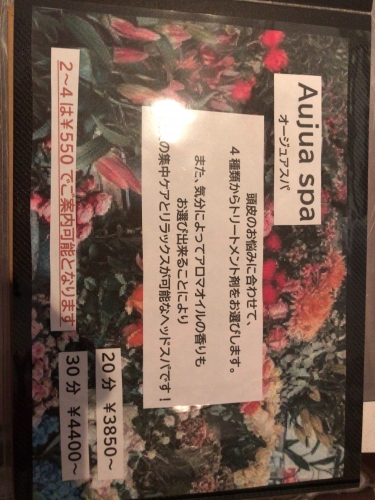 Aujua spa
オージュアスパ
頭皮のお悩みに合わせて、
4種類からトリートメント剤をお選びします。
また、気分によってアロマオイルの香りも
お選び出来ることにより
の集中ケアとリラックスが可能なヘッドスパです!
20分 ¥3850~
30分 ¥4400~
2~4は¥550でご案内可能となります